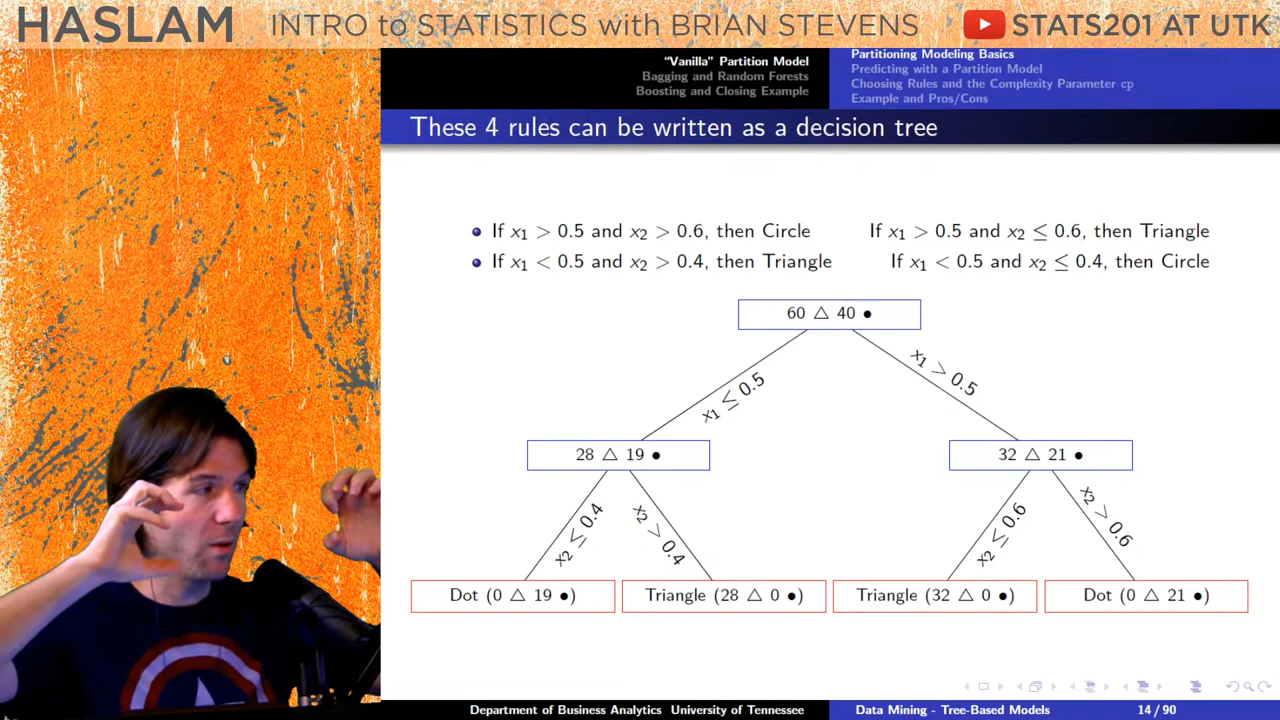 HASLAM INTRO to STATISTICS with BRIAN STEVENS STATS201 AT UTK
"Vanilla" Partition Model
Bagging and Random Forests
Boosting and Closing Example
Partitioning Modeling Basics
Predicting with a Partition Model
Choosing Rules and the Complexity Parameter cp
Example and Pros/Cons
These 4 rules can be written as a decision tree
If x₁ > 0.5 and x₂ > 0.6, then Circle If x₁ > 0.5 and x₂ ≤ 0.6, then Triangle
If x₁ < 0.5 and x₂ > 0.4, then Triangle If x₁ < 0.5 and x₂ ≤ 0.4, then Circle
60 △ 40 ●
x₁ ≤ 0.5 x₁ > 0.5
28 △ 19 ● 32 △ 21 ●
x₂ ≤ 0.4 x₂ > 0.4 x₂ ≤ 0.6 x₂ > 0.6
Dot (0 △ 19 ●) Triangle (28 △ 0 ●) Triangle (32 △ 0 ●) Dot (0 △ 21 ●)
Department of Business Analytics University of Tennessee Data Mining - Tree-Based Models 14 / 90